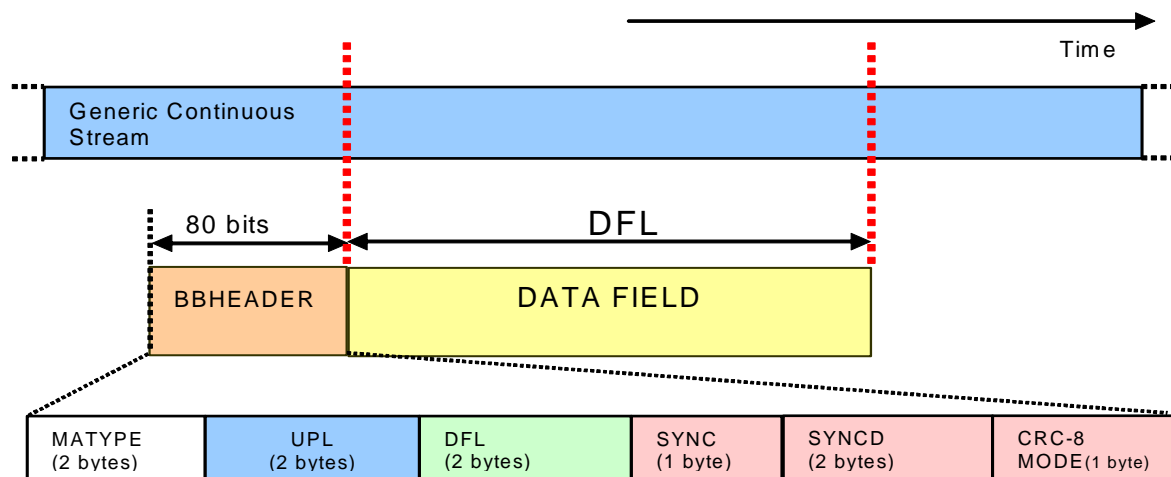 Time
Generic Continuous
Stream
80 bits
DFL
BBHEADER
DATA FIELD
MATYPE
(2 bytes)
UPL
(2 bytes)
DFL
(2 bytes)
SYNC
(1 byte)
SYNCD
(2 bytes)
CRC-8
MODE(1 byte)